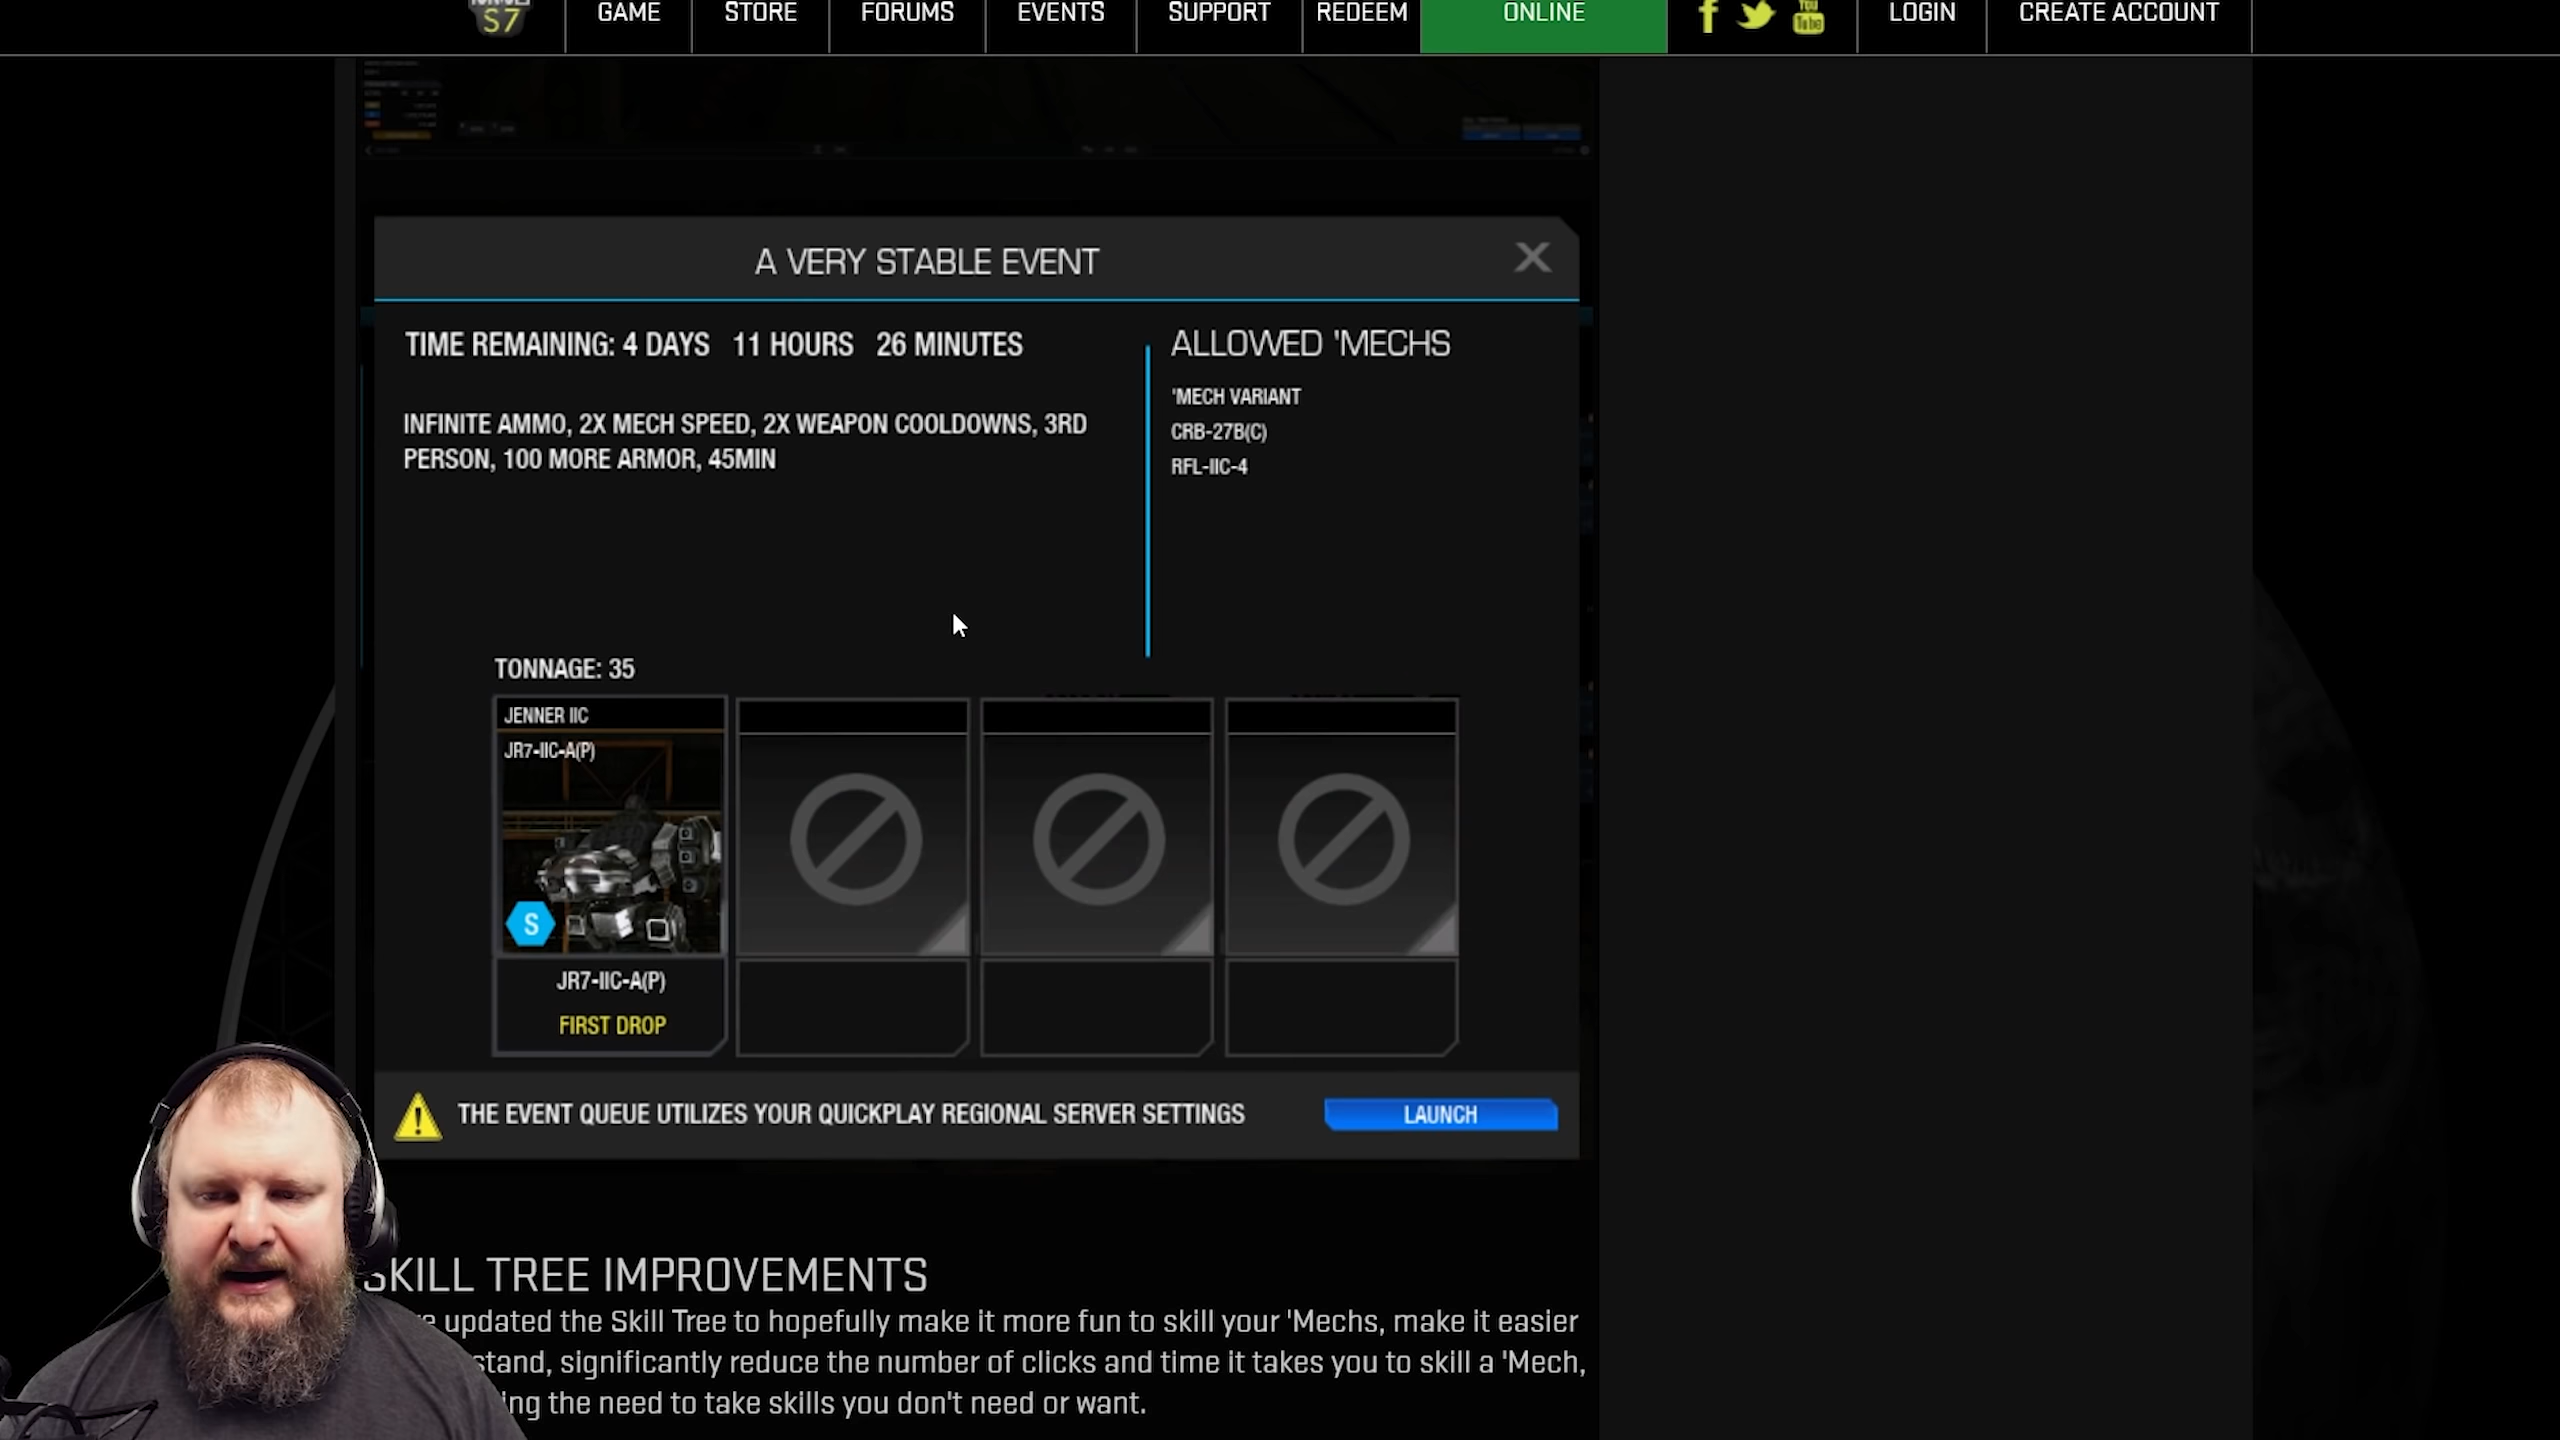 S7
GAME
STORE
FORUMS
EVENTS
SUPPORT
REDEEM
ONLINE
f
You
Tube
LOGIN
CREATE ACCOUNT
A VERY STABLE EVENT
X
TIME REMAINING: 4 DAYS 11 HOURS 26 MINUTES
INFINITE AMMO, 2X MECH SPEED, 2X WEAPON COOLDOWNS, 3RD
PERSON, 100 MORE ARMOR, 45MIN
ALLOWED 'MECHS
'MECH VARIANT
CRB-27B(C)
RFL-IIC-4
TONNAGE: 35
JENNER IIC
JR7-IIC-A(P)
S
JR7-IIC-A(P)
FIRST DROP
THE EVENT QUEUE UTILIZES YOUR QUICKPLAY REGIONAL SERVER SETTINGS
LAUNCH
SKILL TREE IMPROVEMENTS
updated the Skill Tree to hopefully make it more fun to skill your 'Mechs, make it easier
stand, significantly reduce the number of clicks and time it takes you to skill a 'Mech,
ing the need to take skills you don't need or want.